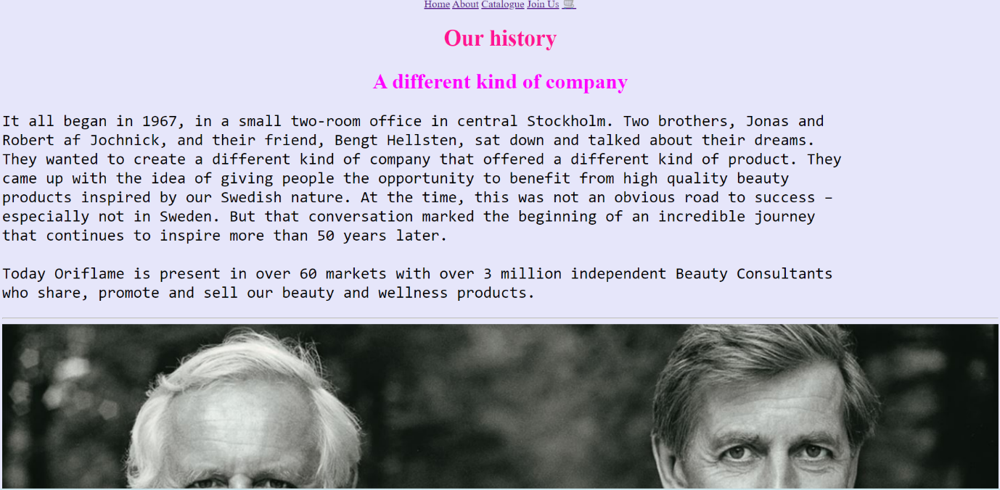 Home About Catalogue Join Us
Our history
A different kind of company
It all began in 1967, in a small two-room office in central Stockholm. Two brothers, Jonas and
Robert af Jochnick, and their friend, Bengt Hellsten, sat down and talked about their dreams.
They wanted to create a different kind of company that offered a different kind of product. They
came up with the idea of giving people the opportunity to benefit from high quality beauty
products inspired by our Swedish nature. At the time, this was not an obvious road to success –
especially not in Sweden. But that conversation marked the beginning of an incredible journey
that continues to inspire more than 50 years later.
Today Oriflame is present in over 60 markets with over 3 million independent Beauty Consultants
who share, promote and sell our beauty and wellness products.